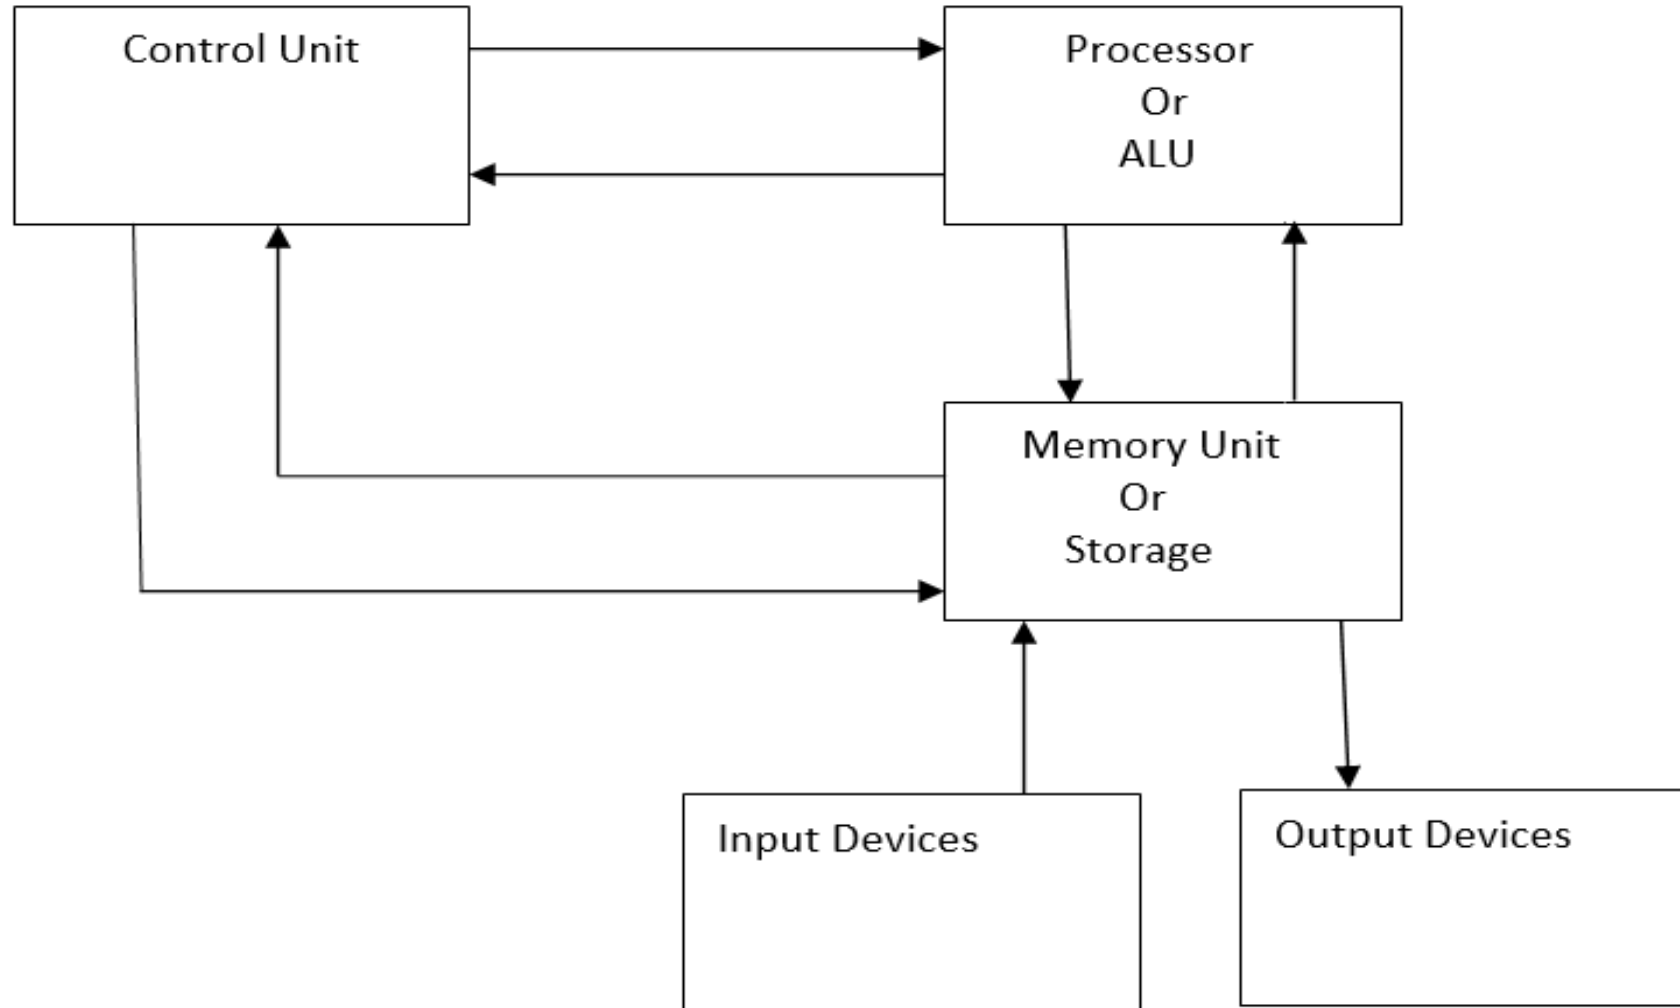 Control Unit
Processor
Or
ALU
Memory Unit
Or
Storage
Input Devices
Output Devices